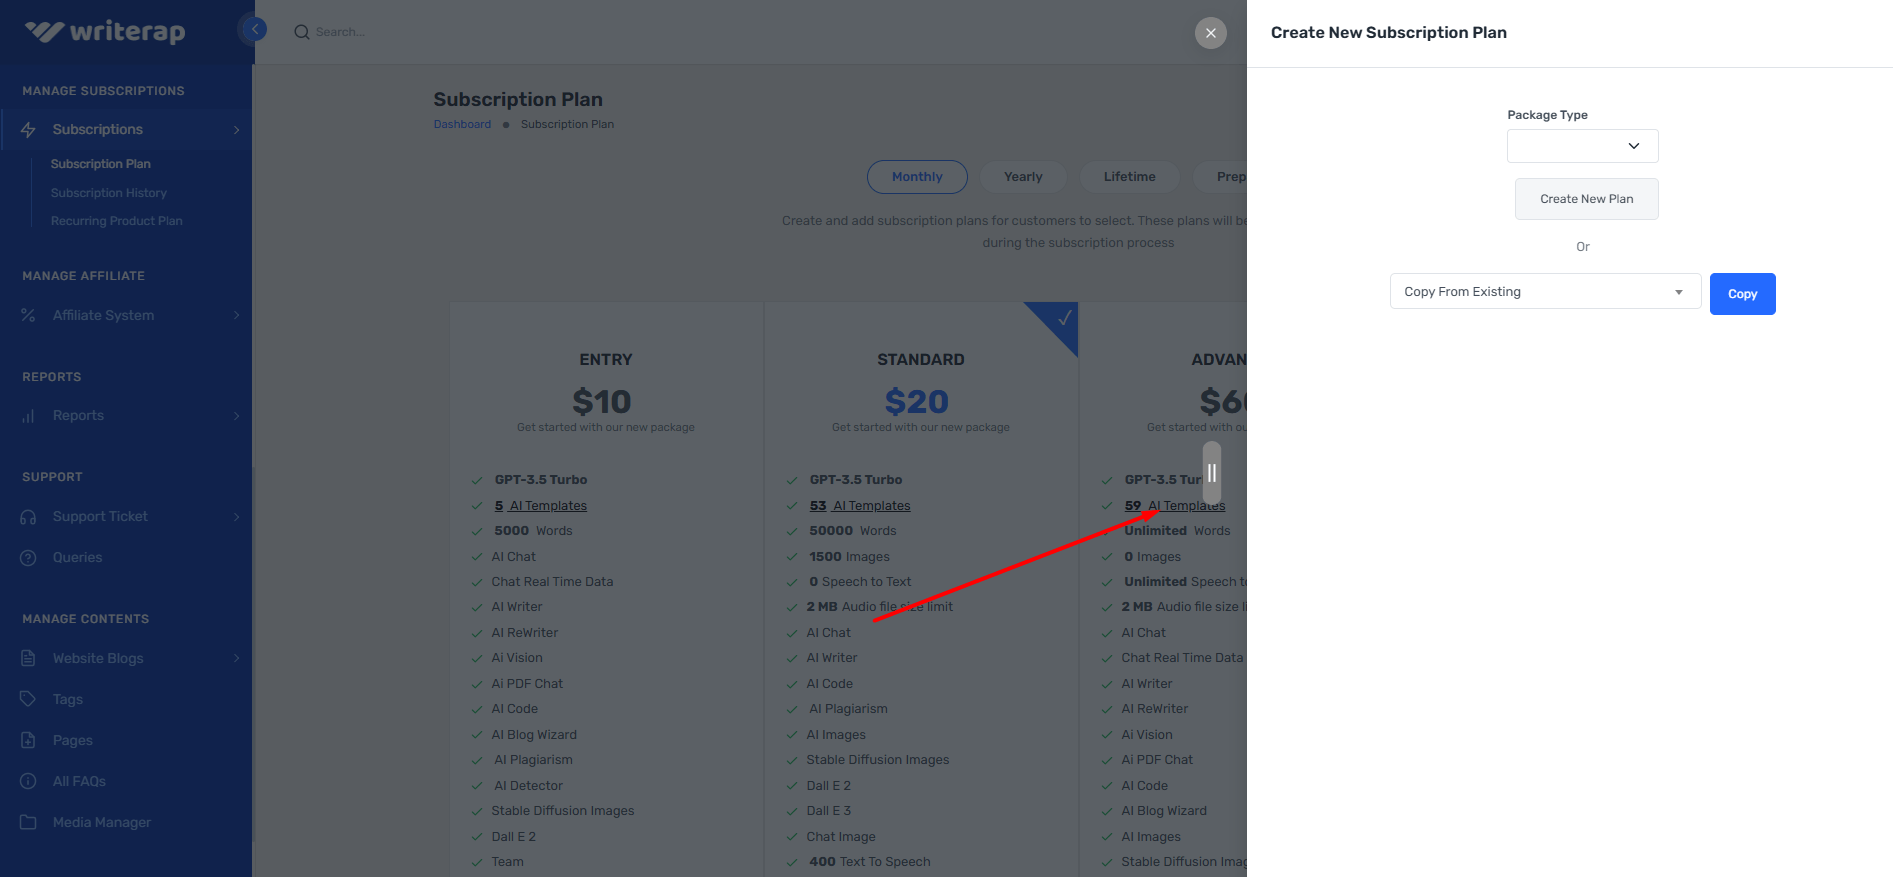 writerap
MANAGE SUBSCRIPTIONS
Subscriptions
Subscription Plan
Subscription History
Recurring Product Plan
MANAGE AFFILIATE
Affiliate System
REPORTS
Reports
SUPPORT
Support Ticket
Queries
MANAGE CONTENTS
Website Blogs
Tags
Pages
All FAQs
Media Manager
Search...
Subscription Plan
Dashboard Subscription Plan
Monthly Yearly Lifetime Prep
Create and add subscription plans for customers to select. These plans will be
during the subscription process
ENTRY
$10
Get started with our new package
GPT-3.5 Turbo
5 AI Templates
5000 Words
AI Chat
Chat Real Time Data
AI Writer
AI ReWriter
Ai Vision
Ai PDF Chat
AI Code
AI Blog Wizard
AI Plagiarism
AI Detector
Stable Diffusion Images
Dall E 2
Team
STANDARD
$20
Get started with our new package
GPT-3.5 Turbo
53 AI Templates
50000 Words
1500 Images
0 Speech to Text
2 MB Audio file size limit
AI Chat
AI Writer
AI Code
AI Plagiarism
AI Images
Stable Diffusion Images
Dall E 2
Dall E 3
Chat Image
400 Text To Speech
ADVAN
$60
Get started with ou
GPT-3.5 Tur
59 AI Templates
Unlimited Words
0 Images
Unlimited Speech t
2 MB Audio file size li
AI Chat
Chat Real Time Data
AI Writer
AI ReWriter
Ai Vision
Ai PDF Chat
AI Code
AI Blog Wizard
AI Images
Stable Diffusion Imag
Create New Subscription Plan
Package Type
Create New Plan
Or
Copy From Existing
Copy